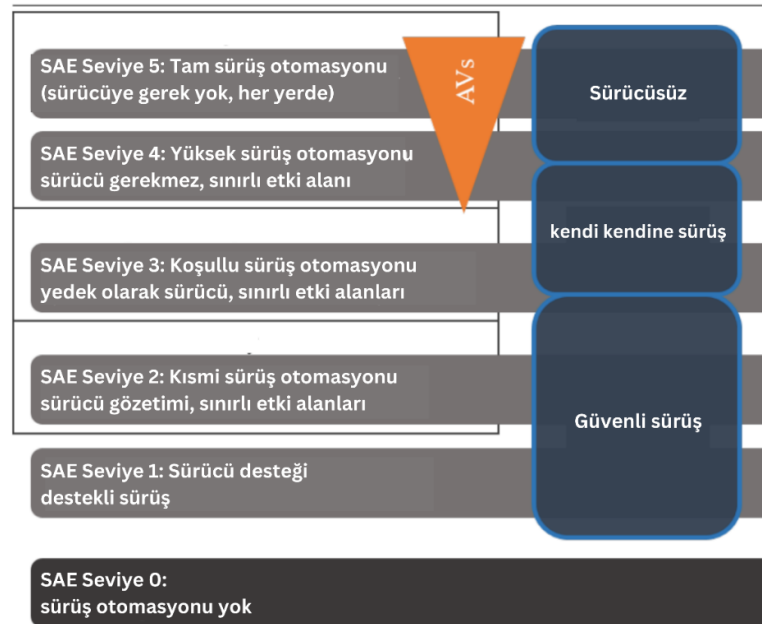 SAE Seviye 5: Tam sürüş otomasyonu
(sürücüye gerek yok, her yerde)
AVs
Sürücüsüz
SAE Seviye 4: Yüksek sürüş otomasyonu
sürücü gerekmez, sınırlı etki alanı
kendi kendine sürüş
SAE Seviye 3: Koşullu sürüş otomasyonu
yedek olarak sürücü, sınırlı etki alanları
SAE Seviye 2: Kısmi sürüş otomasyonu
sürücü gözetimi, sınırlı etki alanları
Güvenli sürüş
SAE Seviye 1: Sürücü desteği
destekli sürüş
SAE Seviye 0:
sürüş otomasyonu yok